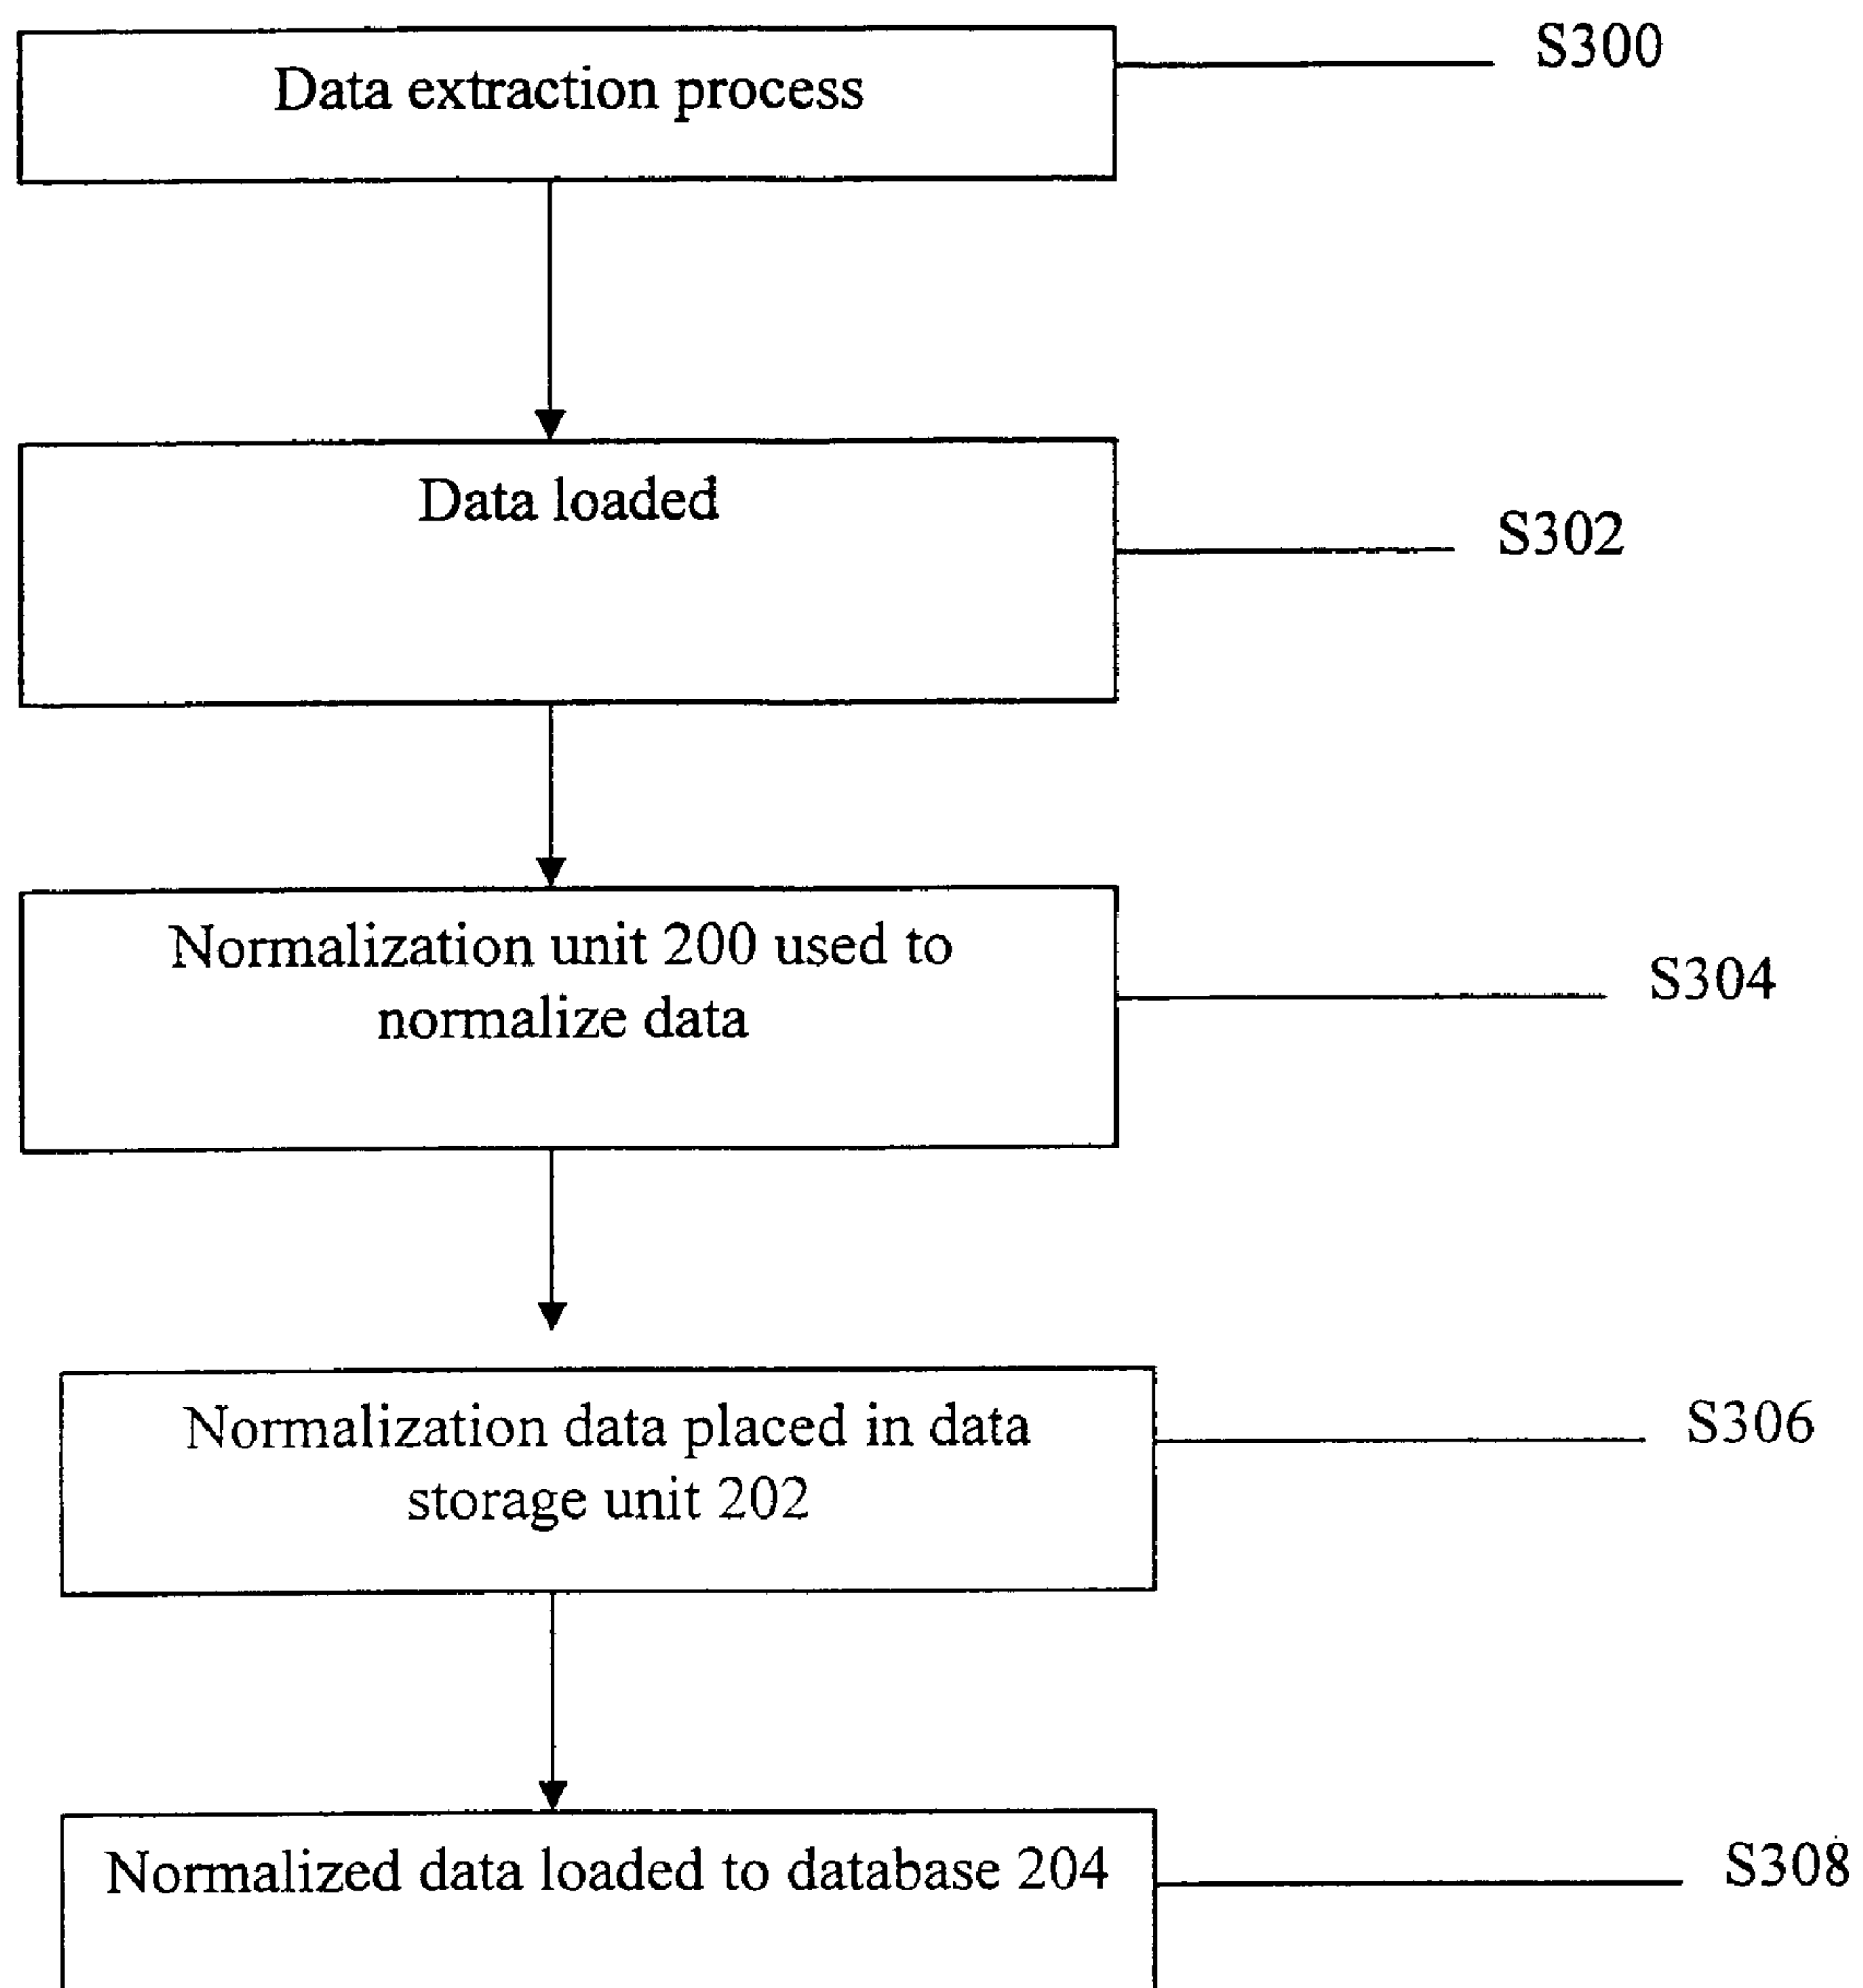 Data extraction process
S300
Data loaded
S302
Normalization unit 200 used to
normalize data
S304
Normalization data placed in data
storage unit 202
S306
Normalized data loaded to database 204
S308